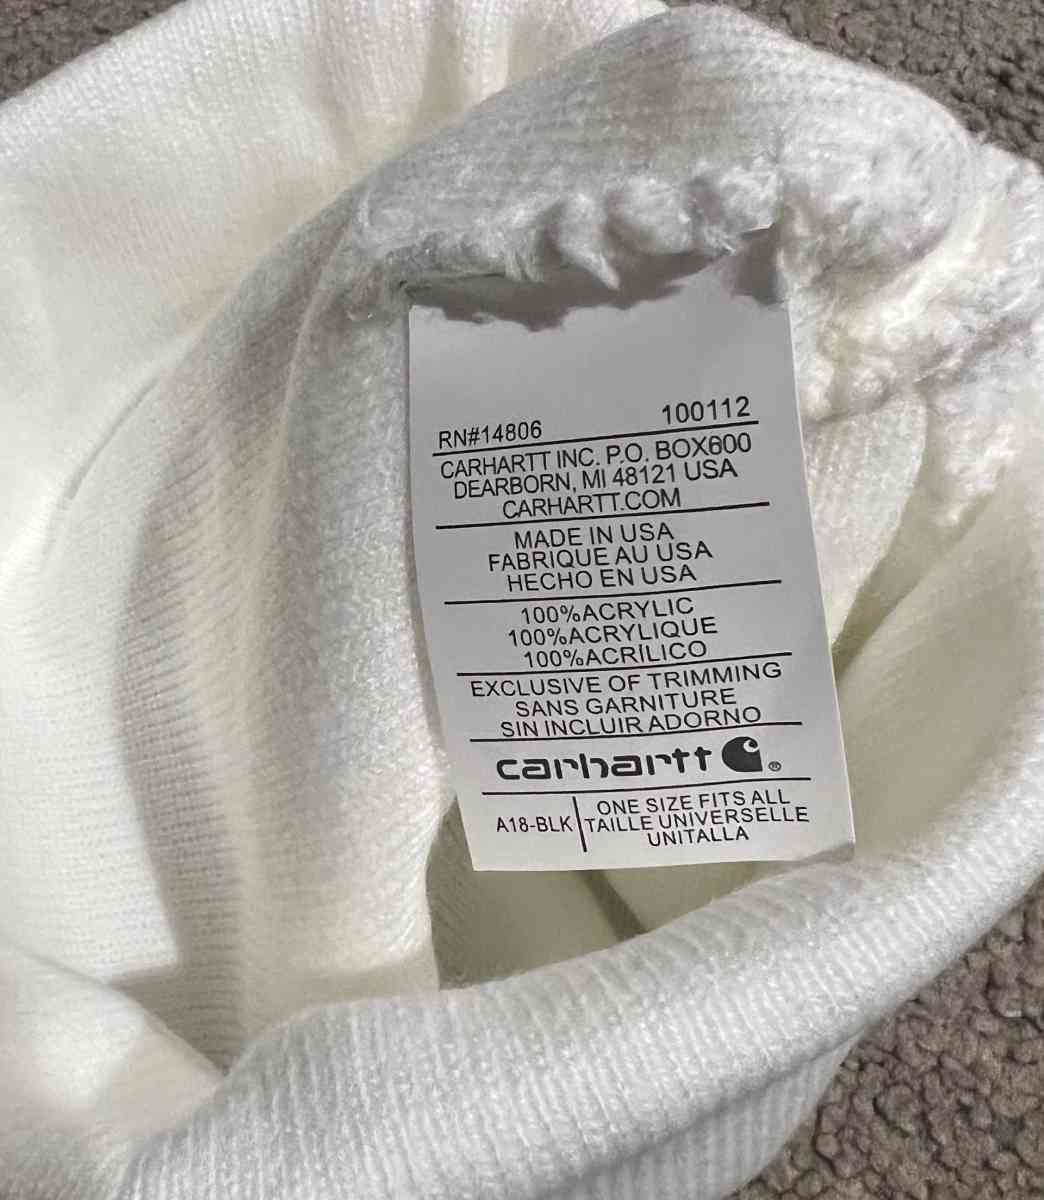 RN#14806 100112
CARHARTT INC. P.O. BOX600
DEARBORN, MI 48121 USA
CARHARTT.COM
MADE IN USA
FABRIQUE AU USA
HECHO EN USA
100%ACRYLIC
100%ACRYLIQUE
100%ACRÍLICO
EXCLUSIVE OF TRIMMING
SANS GARNITURE
SIN INCLUIR ADORNO
carhartt ®
A18-BLK
ONE SIZE FITS ALL
TAILLE UNIVERSELLE
UNITALLA